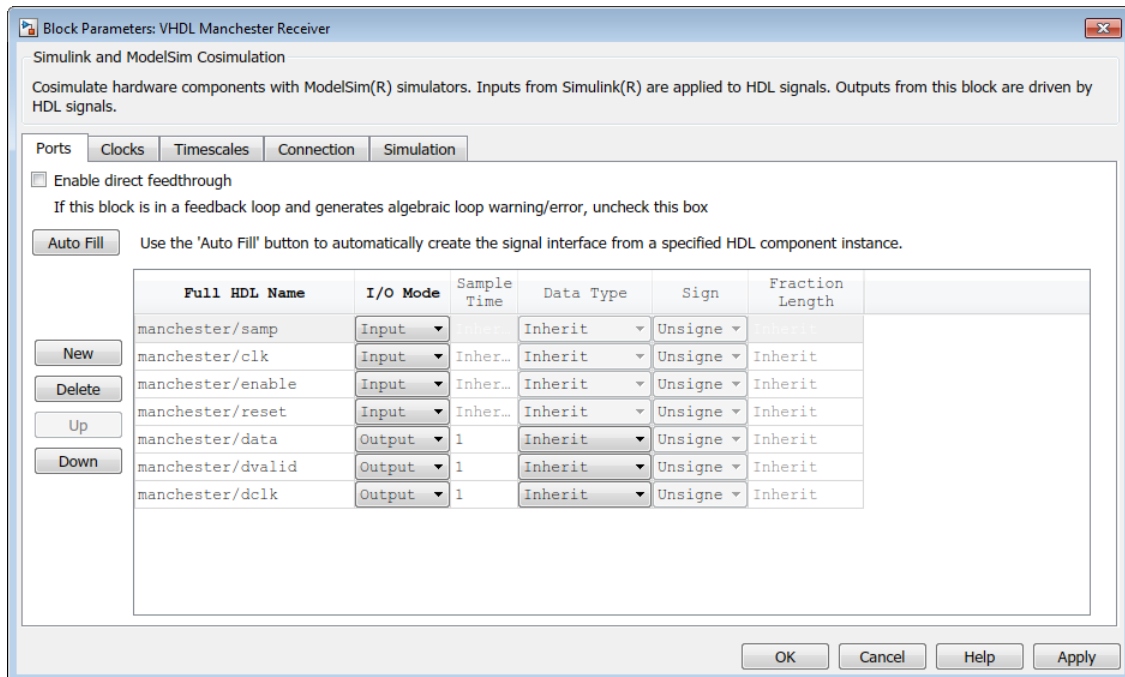 Block Parameters: VHDL Manchester Receiver
Simulink and ModelSim Cosimulation
Cosimulate hardware components with ModelSim(R) simulators. Inputs from Simulink(R) are applied to HDL signals. Outputs from this block are driven by
HDL signals.
Ports Clocks Timescales Connection Simulation
Enable direct feedthrough
If this block is in a feedback loop and generates algebraic loop warning/error, uncheck this box
Auto Fill Use the 'Auto Fill' button to automatically create the signal interface from a specified HDL component instance.
Full HDL Name I/O Mode Sample Time Data Type Sign Fraction Length
manchester/samp Input Inher... Inherit Unsigne Inherit
New manchester/clk Input Inher... Inherit Unsigne Inherit
Delete manchester/enable Input Inher... Inherit Unsigne Inherit
manchester/reset Input Inher... Inherit Unsigne Inherit
Up manchester/data Output 1 Inherit Unsigne Inherit
Down manchester/dvalid Output 1 Inherit Unsigne Inherit
manchester/dclk Output 1 Inherit Unsigne Inherit
OK Cancel Help Apply